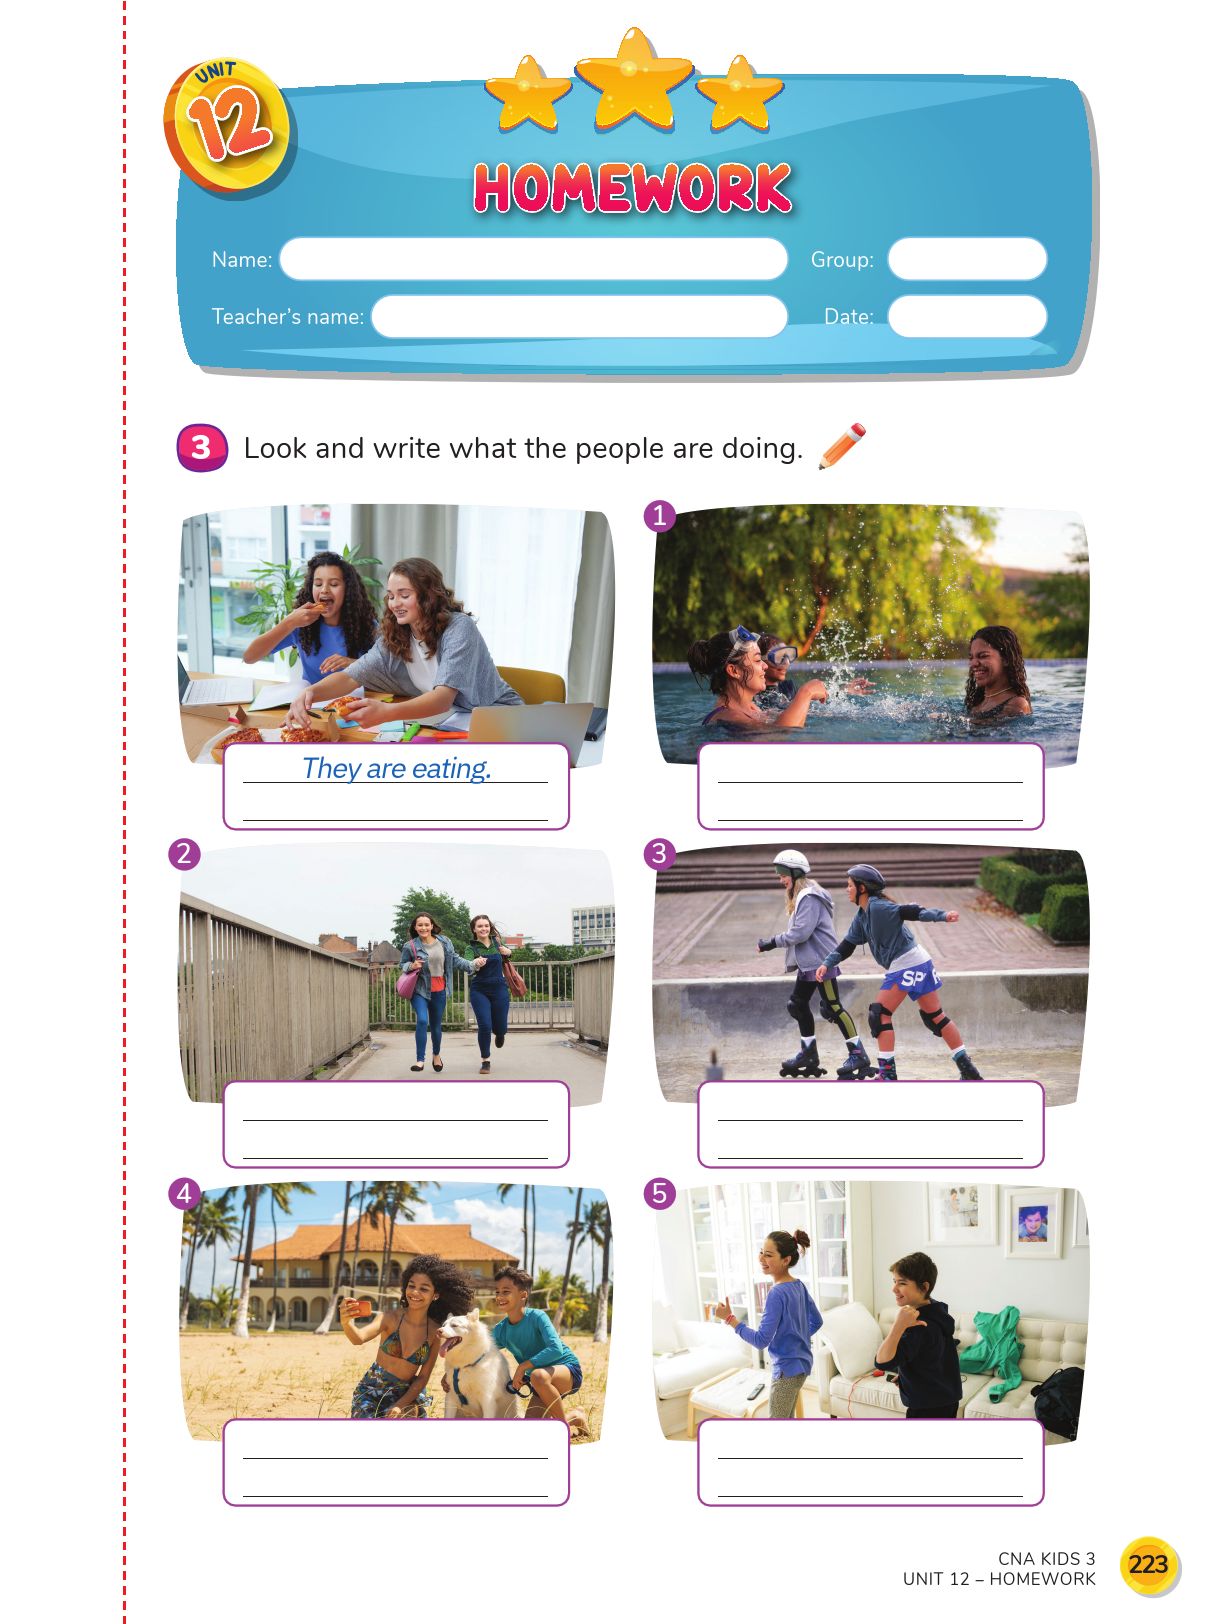 UNIT
12
HOMEWORK
Name:
Group:
Teacher's name:
Date:
3 Look and write what the people are doing.
1
They are eating.
2
3
SP
4
5
CNA KIDS 3
UNIT 12 – HOMEWORK
223